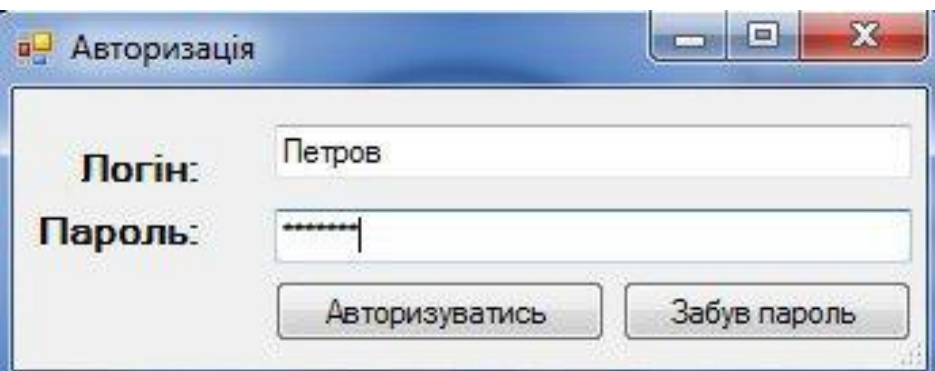 Авторизація
Логін: Петров
Пароль: *******
Авторизуватись Забув пароль